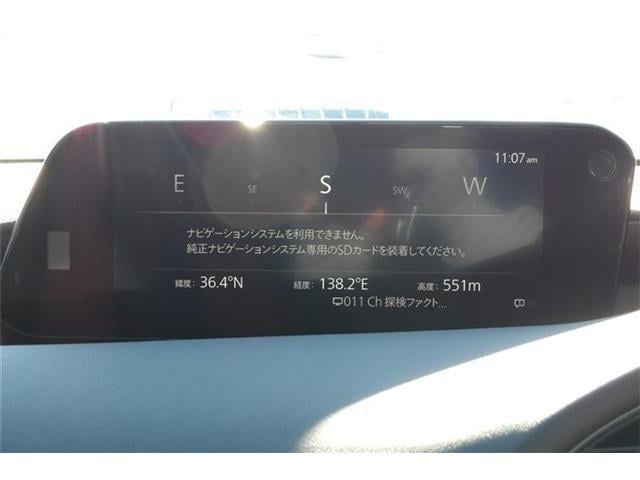 11:07 am
E SE S SW W
ナビゲーションシステムを利用できません。
純正ナビゲーションシステム専用のSDカードを装着してください。
緯度: 36.4°N 経度: 138.2°E 高度: 551m
011 Ch 探検ファクト...